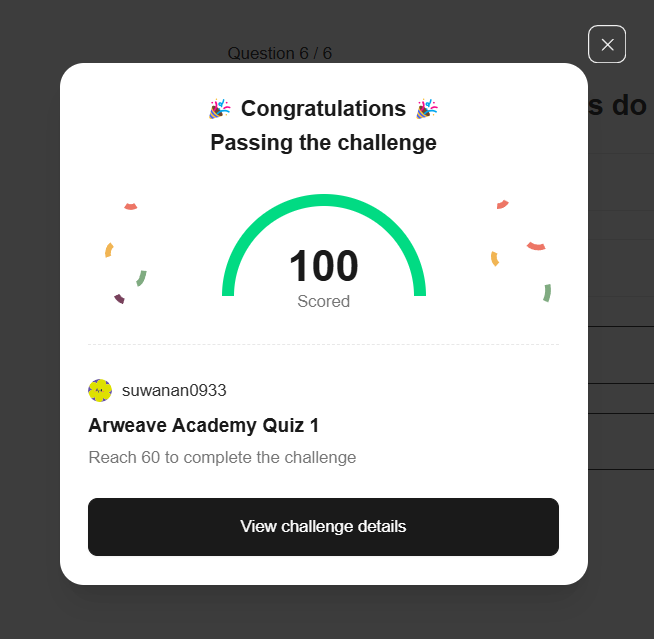 Question 6 / 6
s do
Congratulations
Passing the challenge
100
Scored
suwanan0933
Arweave Academy Quiz 1
Reach 60 to complete the challenge
View challenge details